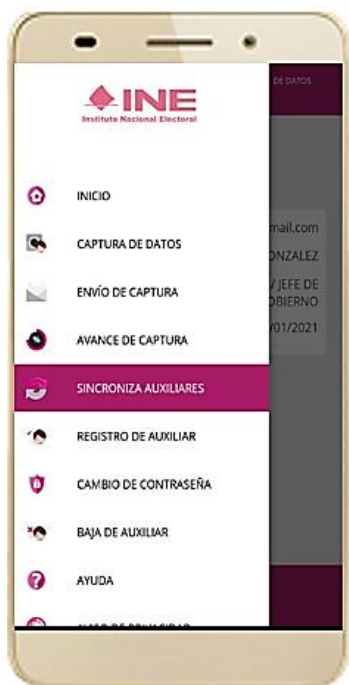 INE
Instituto Nacional Electoral
DE DATOS
INICIO
CAPTURA DE DATOS
ENVÍO DE CAPTURA
AVANCE DE CAPTURA
SINCRONIZA AUXILIARES
REGISTRO DE AUXILIAR
CAMBIO DE CONTRASEÑA
BAJA DE AUXILIAR
AYUDA
mail.com
ONZALEZ
/ JEFE DE
OBIERNO
/01/2021